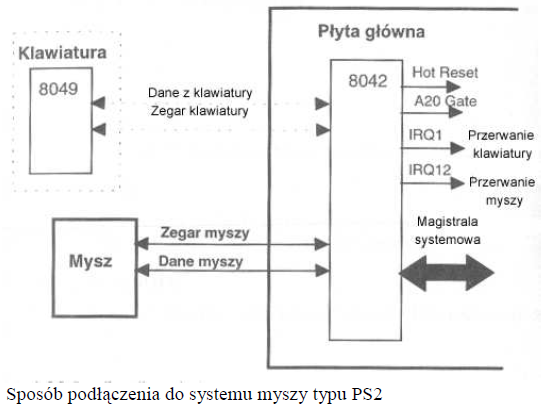 Klawiatura
8049
Dane z klawiatury
Zegar klawiatury
Płyta główna
8042
Hot Reset
A20 Gate
IRQ1
Przerwanie
klawiatury
IRQ12
Przerwanie
myszy
Magistrala
systemowa
Mysz
Zegar myszy
Dane myszy
Sposób podłączenia do systemu myszy typu PS2